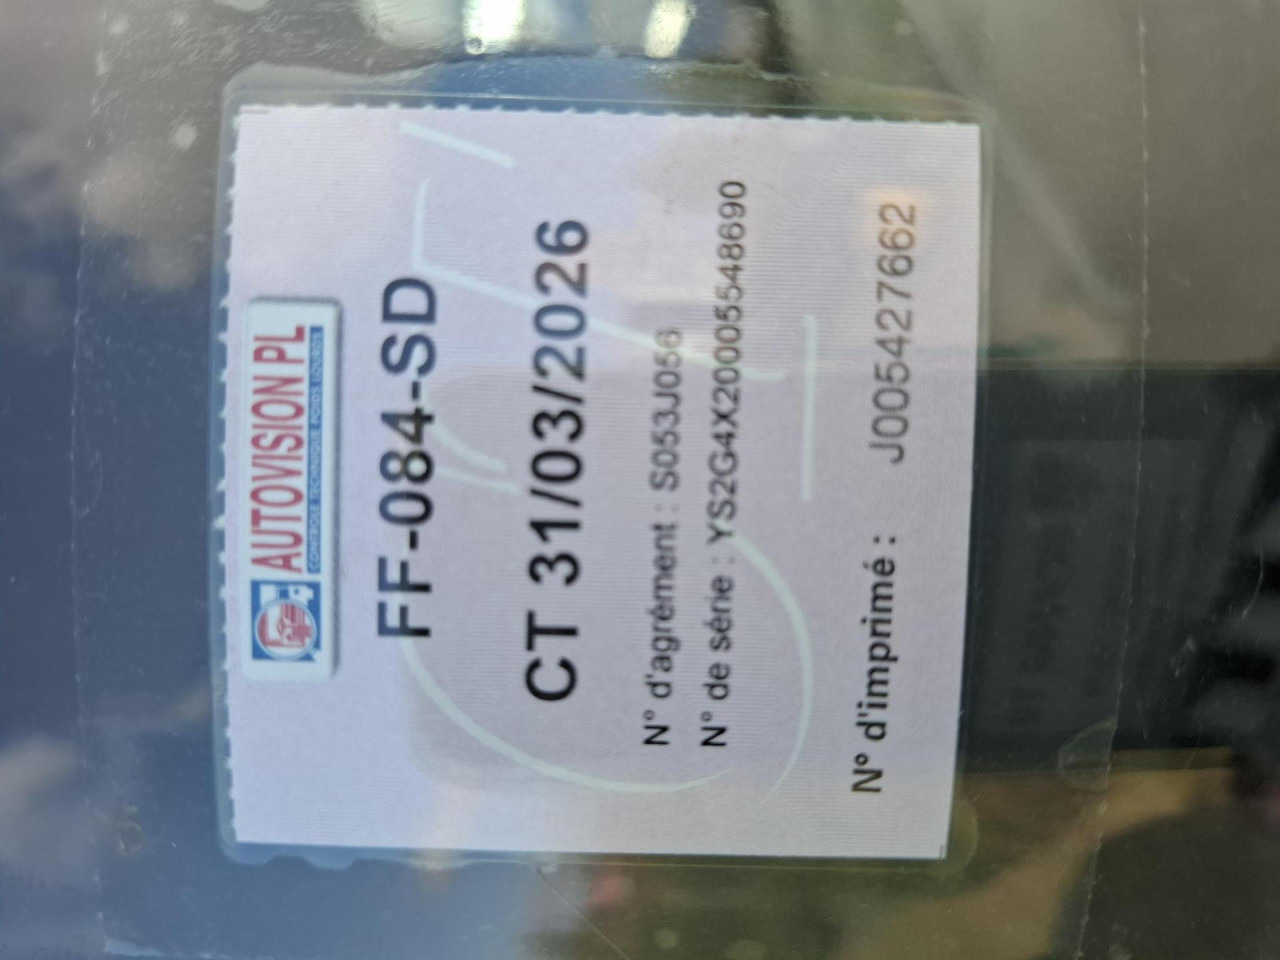 AUTOVISION PL
CONTROLE TECHNIQUE POIDS LOURDS
FF-084-SD
CT 31/03/2026
N° d'agrément : S053J056
N° de série : YS2G4X20005548690
N° d'imprimé : J005427662